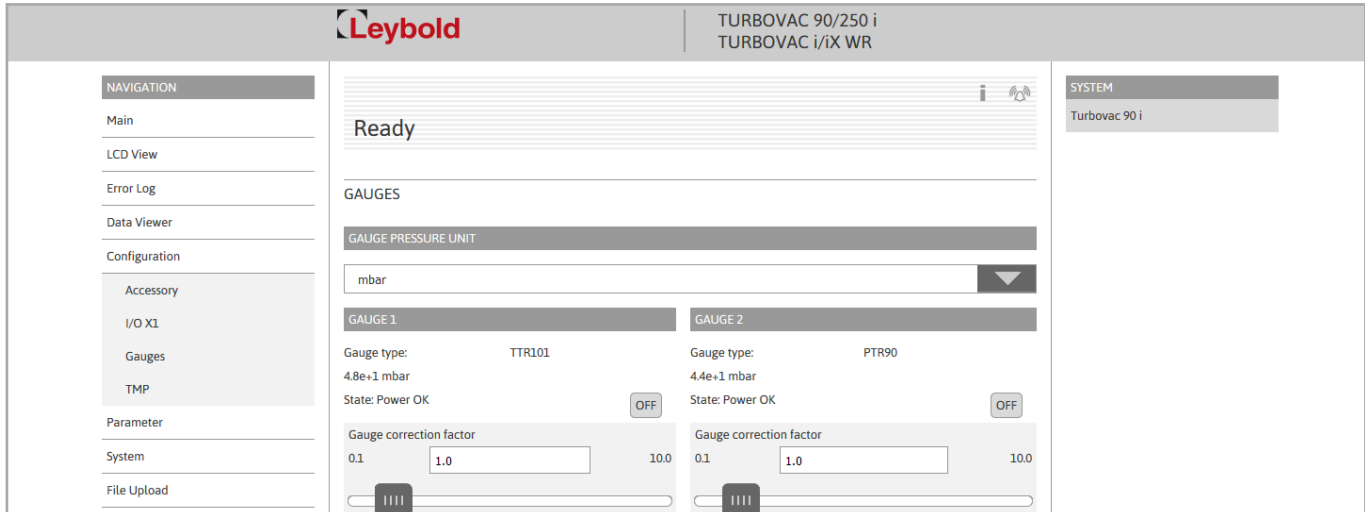 Leybold
TURBOVAC 90/250 i
TURBOVAC i/iX WR
NAVIGATION
Main
LCD View
Error Log
Data Viewer
Configuration
Accessory
I/O X1
Gauges
TMP
Parameter
System
File Upload
i
Ready
GAUGES
GAUGE PRESSURE UNIT
mbar
GAUGE 1
Gauge type: TTR101
4.8e+1 mbar
State: Power OK OFF
Gauge correction factor
0.1 1.0 10.0
GAUGE 2
Gauge type: PTR90
4.4e+1 mbar
State: Power OK OFF
Gauge correction factor
0.1 1.0 10.0
SYSTEM
Turbovac 90 i